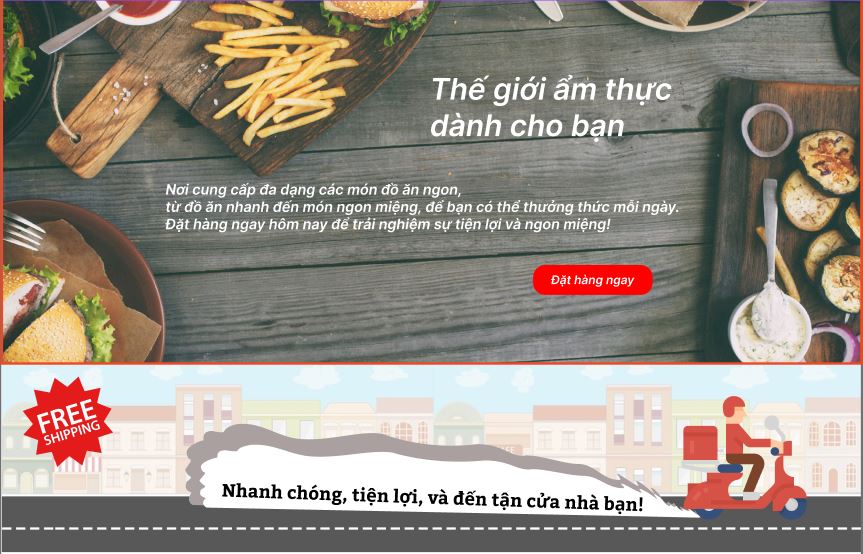 Thế giới ẩm thực
dành cho bạn
Nơi cung cấp đa dạng các món đồ ăn ngon,
từ đồ ăn nhanh đến món ngon miệng, để bạn có thể thưởng thức mỗi ngày.
Đặt hàng ngay hôm nay để trải nghiệm sự tiện lợi và ngon miệng!
Đặt hàng ngay
FREE
SHIPPING
Nhanh chóng, tiện lợi, và đến tận cửa nhà bạn!